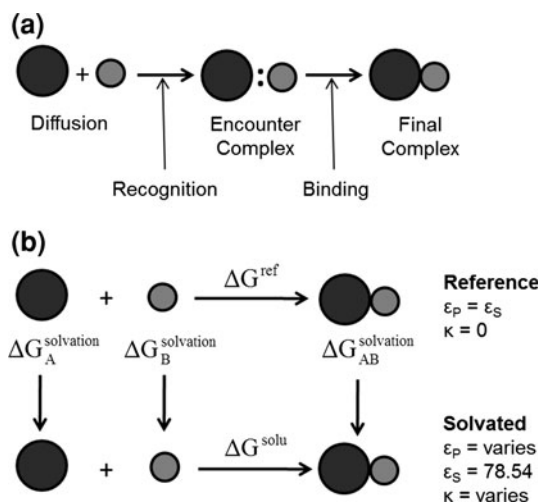 (a)
+ :
Diffusion Encounter Complex Final Complex
Recognition Binding
(b)
+ ΔG^ref Reference
ε_P = ε_S
κ = 0
ΔG_A^solvation ΔG_B^solvation ΔG_AB^solvation
+ ΔG^solu Solvated
ε_P = varies
ε_S = 78.54
κ = varies